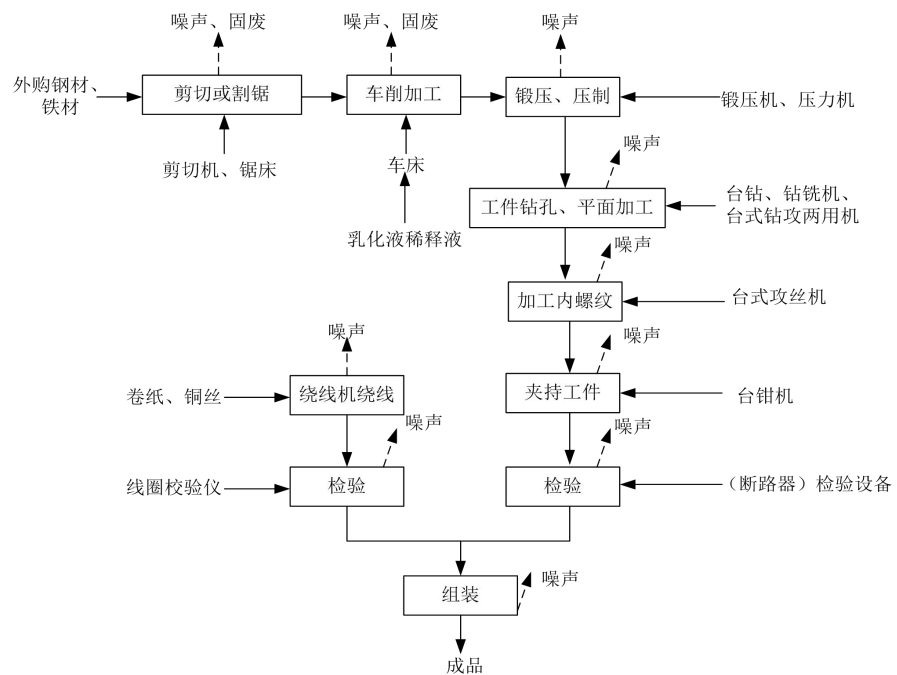 噪声、固废
噪声、固废
噪声
外购钢材、
铁材
剪切或割锯
车削加工
锻压、压制
锻压机、压力机
剪切机、锯床
车床
乳化液稀释液
噪声
工件钻孔、平面加工
台钻、钻铣机、
台式钻攻两用机
噪声
加工内螺纹
台式攻丝机
噪声
噪声
卷纸、铜丝
绕线机绕线
夹持工件
台钳机
噪声
噪声
线圈校验仪
检验
检验
（断路器）检验设备
组装
噪声
成品